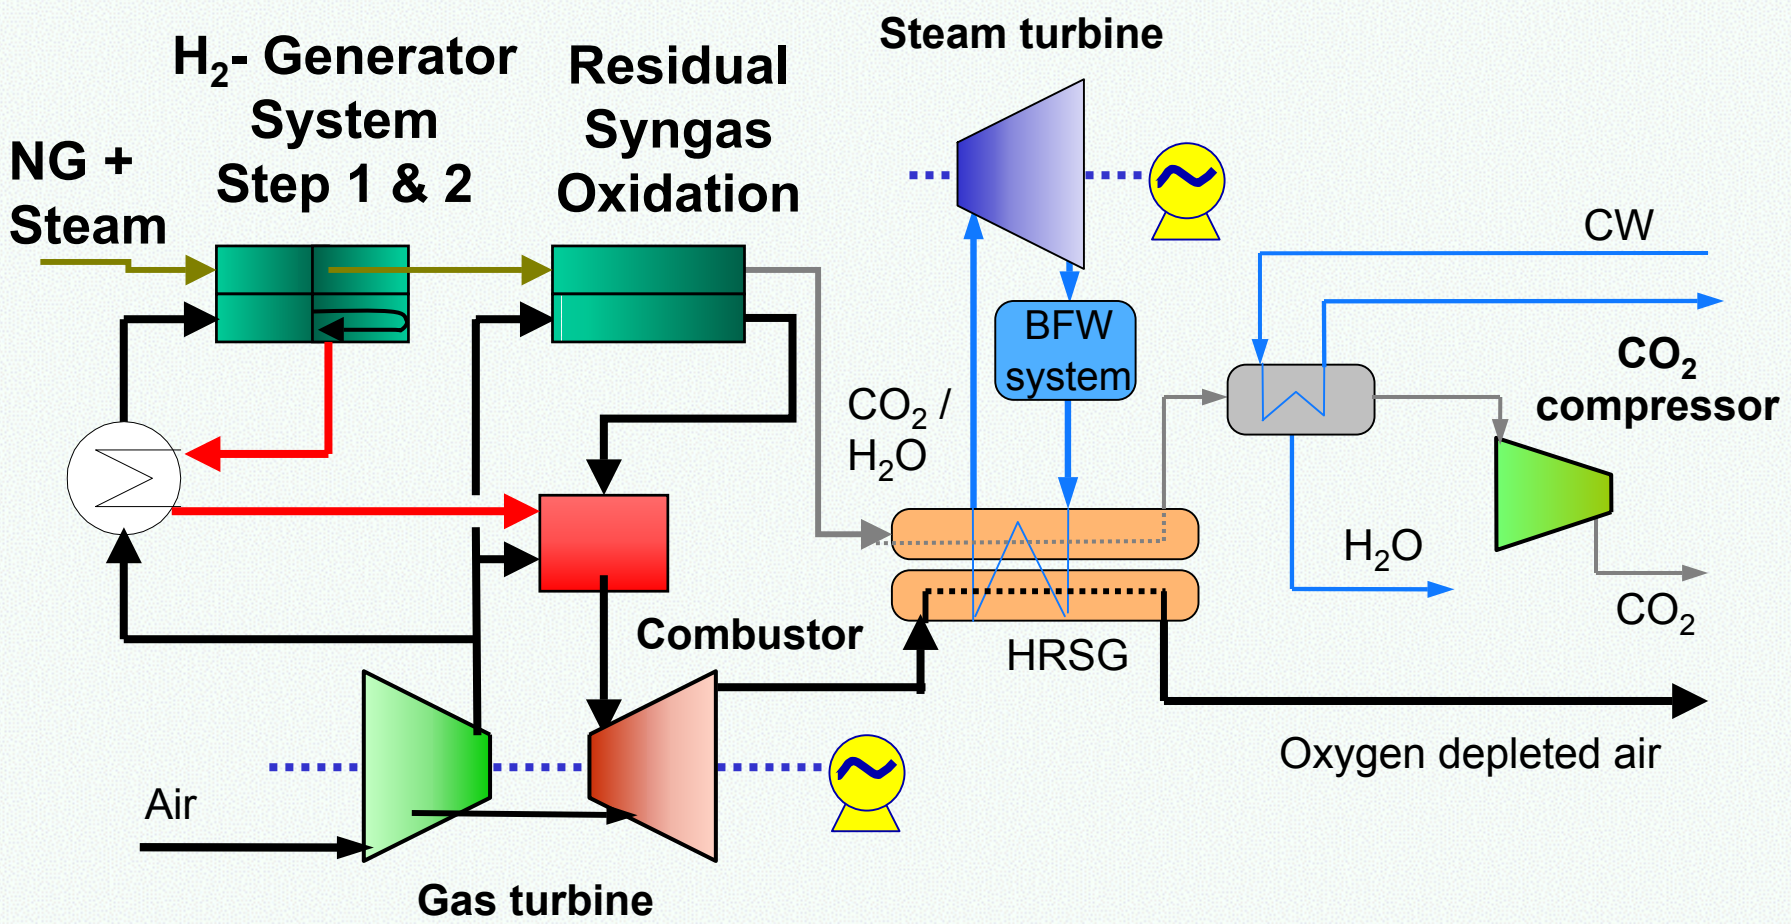 Steam turbine
H₂- Generator
System
Step 1 & 2
Residual
Syngas
Oxidation
NG +
Steam
CW
BFW
system
CO₂
compressor
CO₂ /
H₂O
H₂O
CO₂
Combustor
HRSG
Oxygen depleted air
Air
Gas turbine